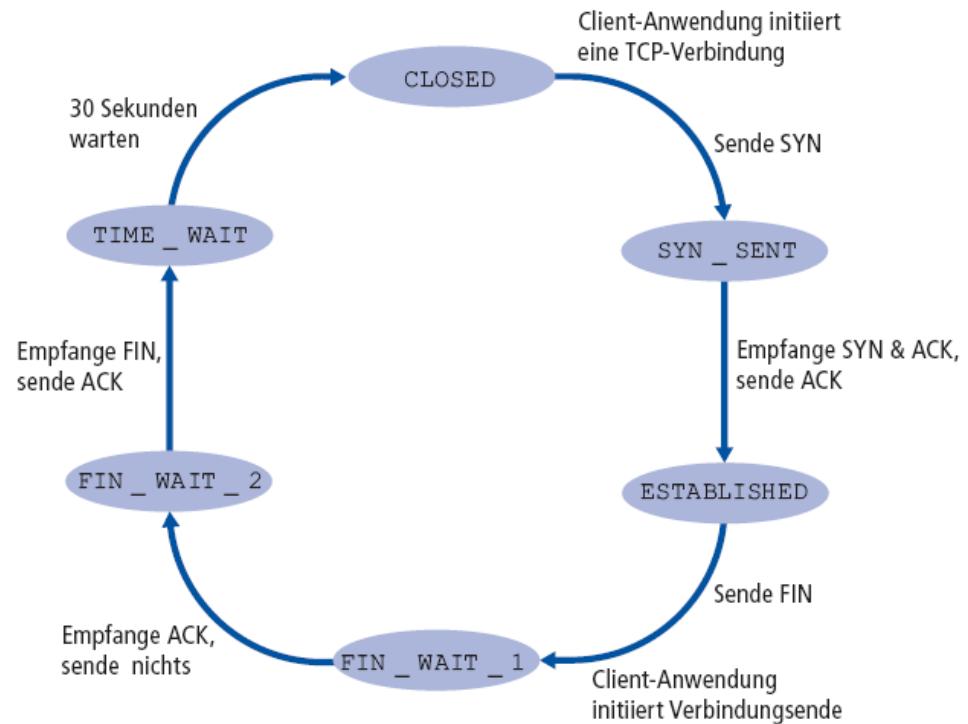 Client-Anwendung initiiert
eine TCP-Verbindung
CLOSED
30 Sekunden
warten
Sende SYN
TIME _ WAIT
SYN _ SENT
Empfange FIN,
sende ACK
Empfange SYN & ACK,
sende ACK
FIN _ WAIT _ 2
ESTABLISHED
Sende FIN
Empfange ACK,
sende nichts
FIN _ WAIT _ 1
Client-Anwendung
initiiert Verbindungsende